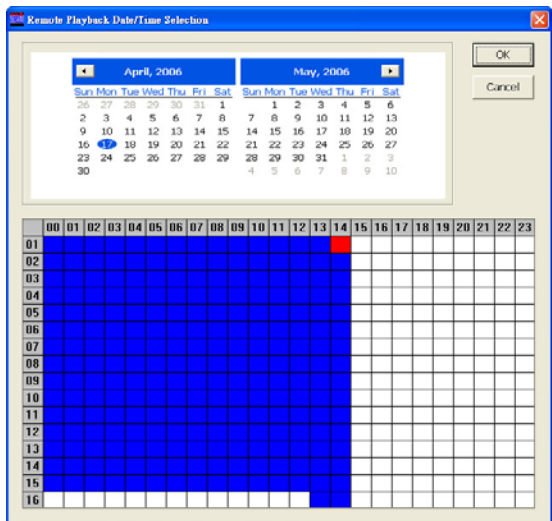 Remote Playback Date/Time Selection
OK
Cancel
April, 2006 May, 2006
Sun Mon Tue Wed Thu Fri Sat Sun Mon Tue Wed Thu Fri Sat
26 27 28 29 30 31 1 1 2 3 4 5 6
2 3 4 5 6 7 8 7 8 9 10 11 12 13
9 10 11 12 13 14 15 14 15 16 17 18 19 20
16 17 18 19 20 21 22 21 22 23 24 25 26 27
23 24 25 26 27 28 29 28 29 30 31 1 2 3
30 4 5 6 7 8 9 10
00 01 02 03 04 05 06 07 08 09 10 11 12 13 14 15 16 17 18 19 20 21 22 23
01
02
03
04
05
06
07
08
09
10
11
12
13
14
15
16